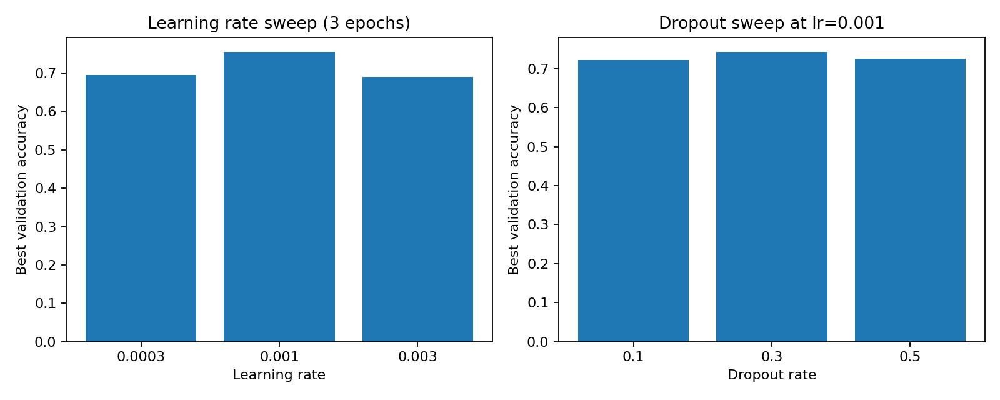 Learning rate sweep (3 epochs)
Best validation accuracy
0.7
0.6
0.5
0.4
0.3
0.2
0.1
0.0
0.0003 0.001 0.003
Learning rate
Dropout sweep at lr=0.001
Best validation accuracy
0.7
0.6
0.5
0.4
0.3
0.2
0.1
0.0
0.1 0.3 0.5
Dropout rate